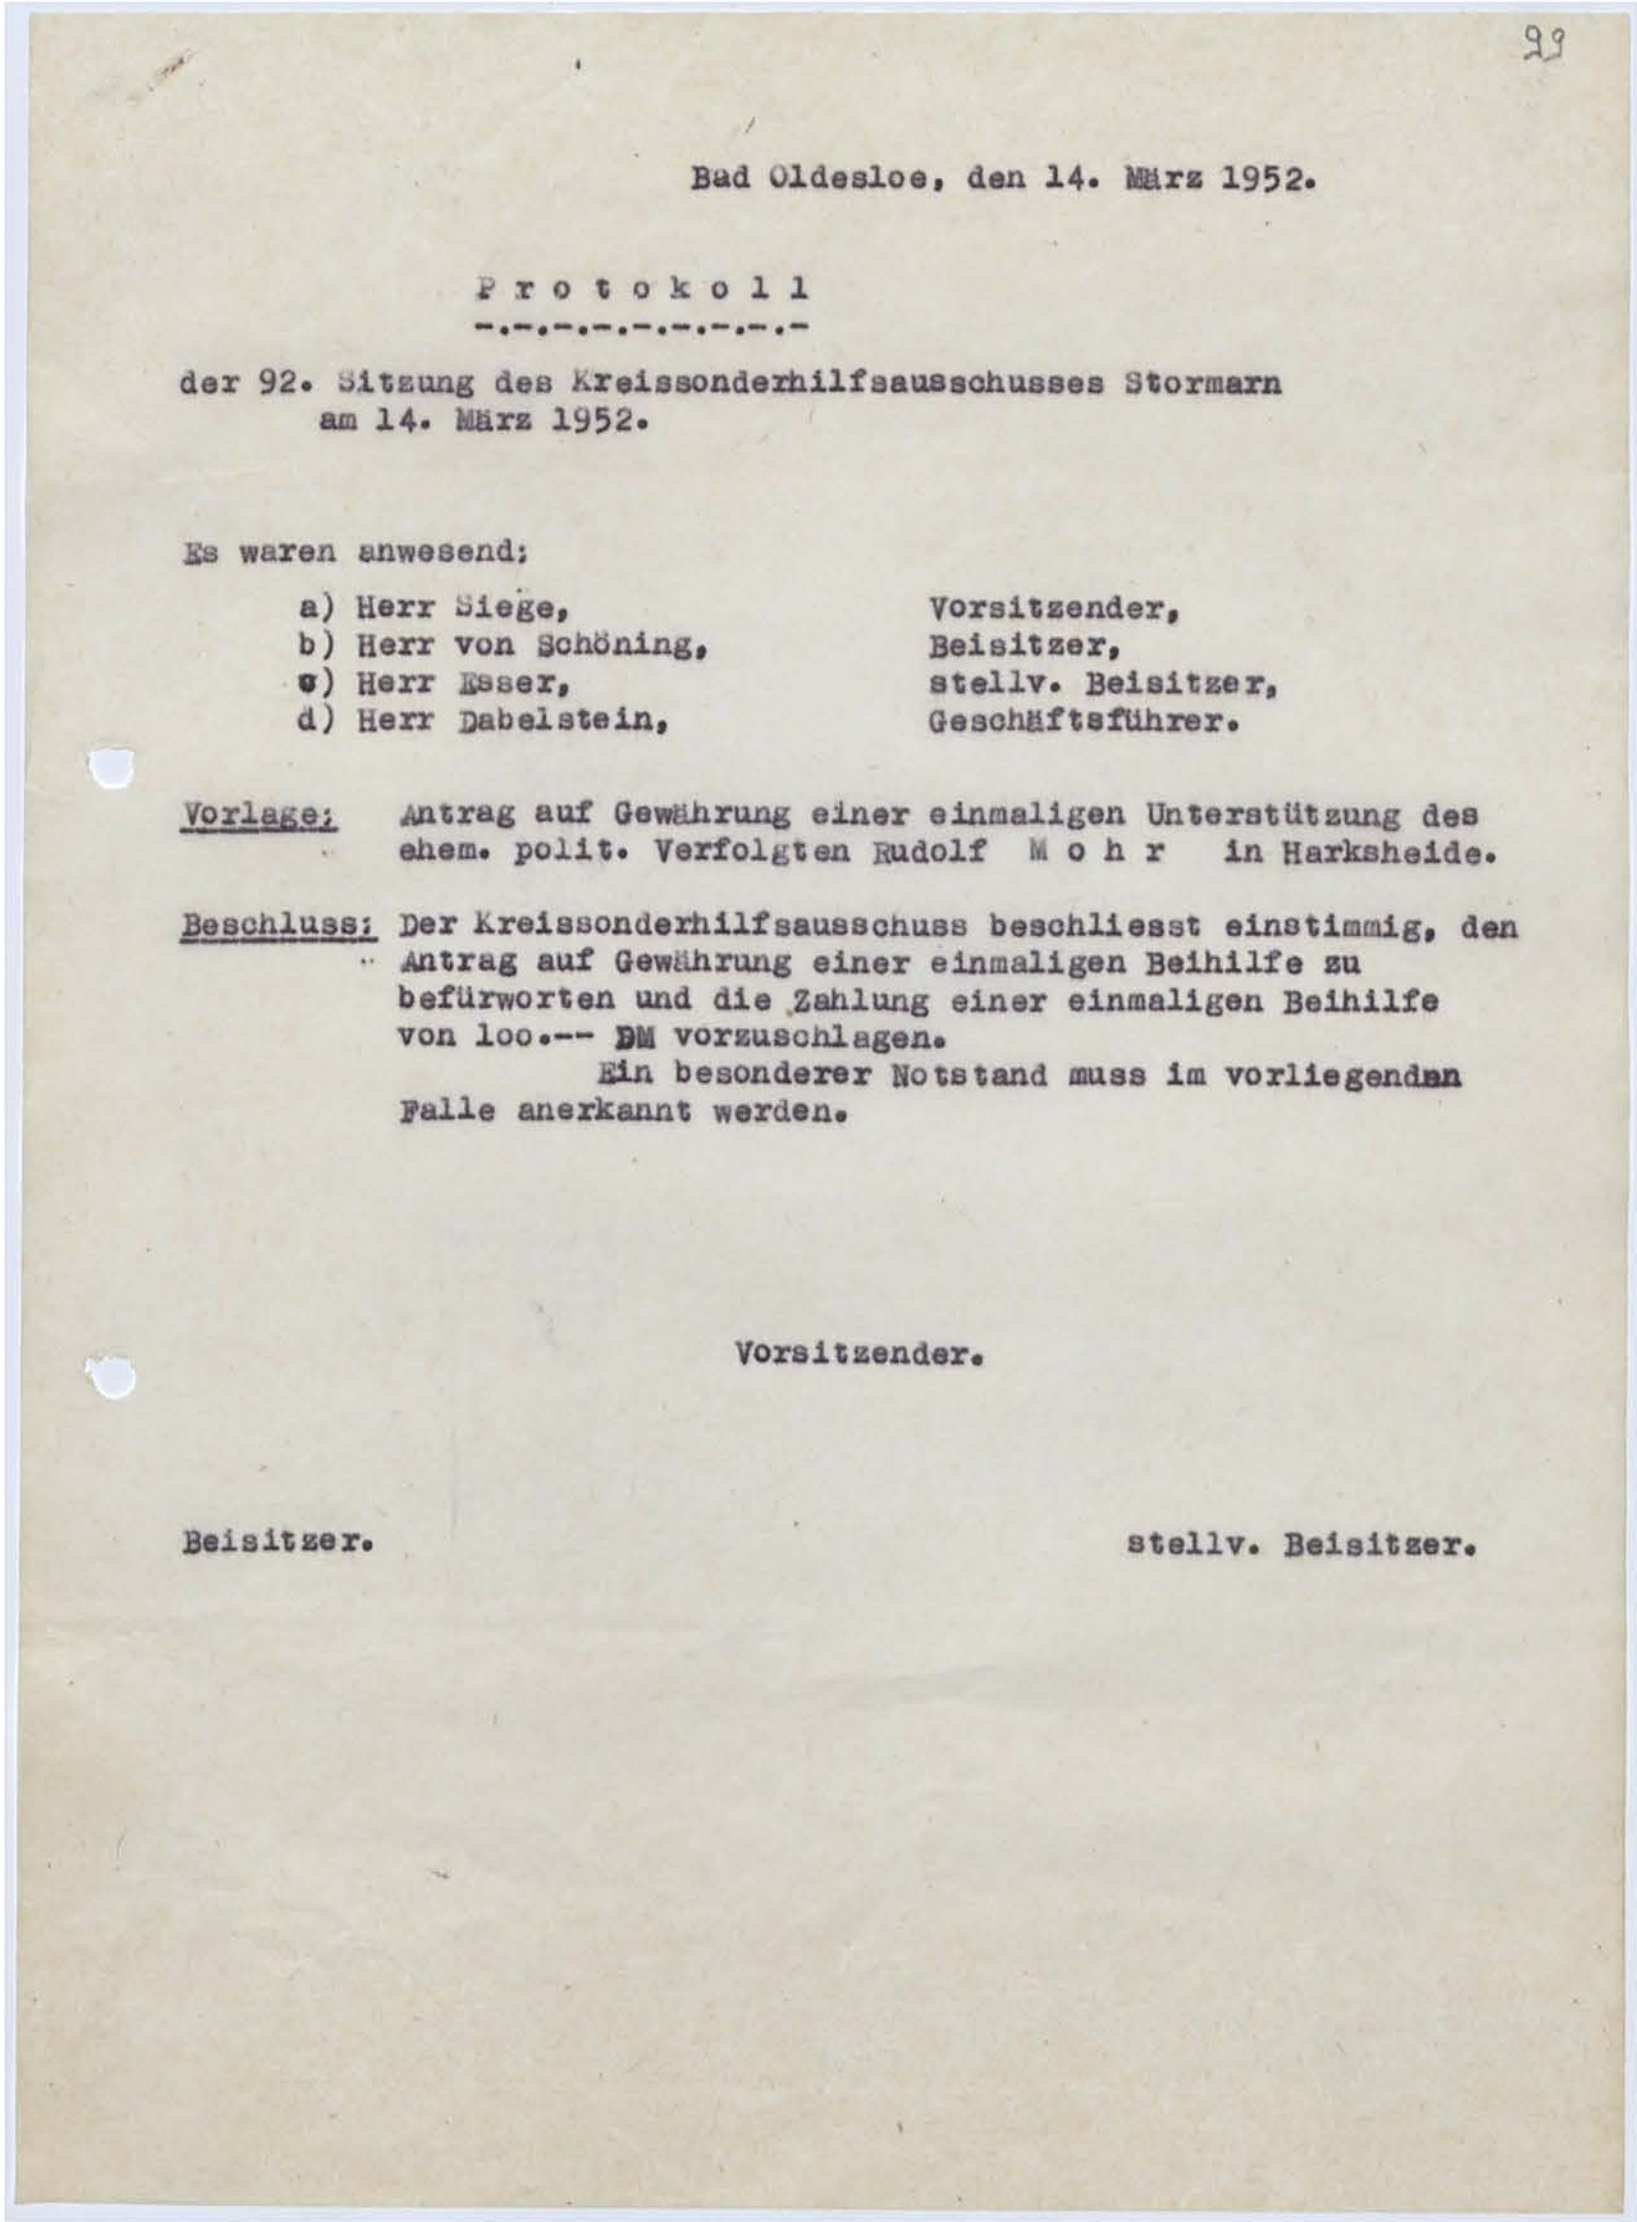 29
Bad Oldesloe, den 14. März 1952.
P r o t o k o l l
-.-.-.-.-.-.-.-.-
der 92. Sitzung des Kreissonderhilfsausschusses Stormarn
am 14. März 1952.
Es waren anwesend:
a) Herr Siege, Vorsitzender,
b) Herr von Schöning, Beisitzer,
c) Herr Esser, stellv. Beisitzer,
d) Herr Dabelstein, Geschäftsführer.
Vorlage: Antrag auf Gewährung einer einmaligen Unterstützung des
ehem. polit. Verfolgten Rudolf M o h r in Harksheide.
Beschluss: Der Kreissonderhilfsausschuss beschliesst einstimmig, den
Antrag auf Gewährung einer einmaligen Beihilfe zu
befürworten und die Zahlung einer einmaligen Beihilfe
von loo.-- DM vorzuschlagen.
Ein besonderer Notstand muss im vorliegenden
Falle anerkannt werden.
Vorsitzender.
Beisitzer. stellv. Beisitzer.